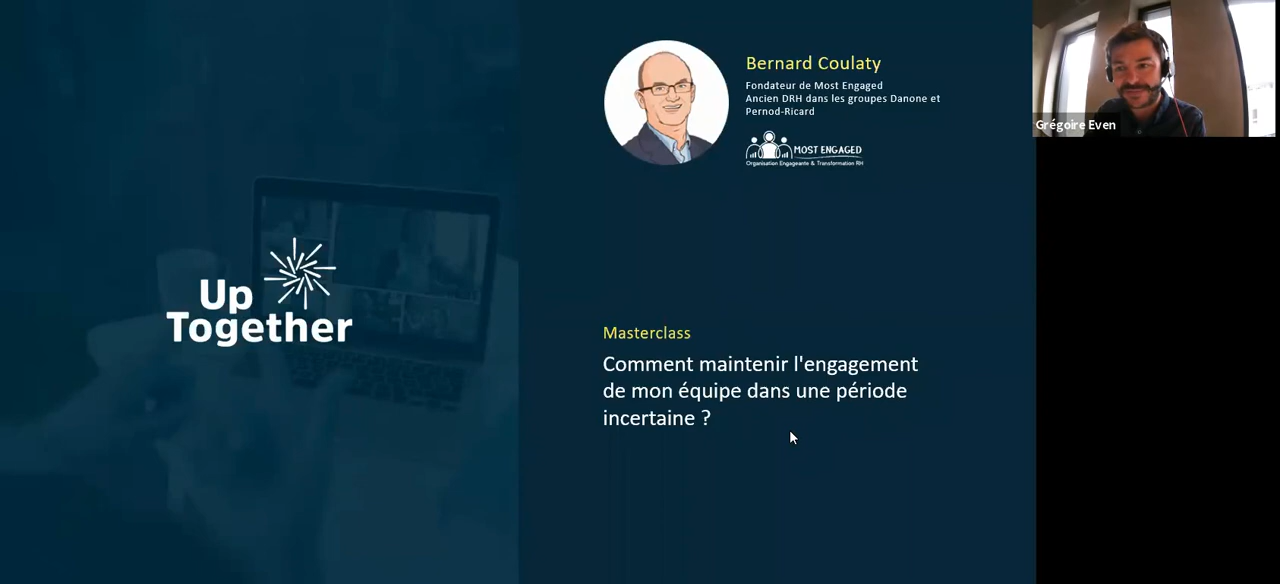 Up
Together
Bernard Coulaty
Fondateur de Most Engaged
Ancien DRH dans les groupes Danone et
Pernod-Ricard
MOST ENGAGED
Organisation Engageante & Transformation RH
Masterclass
Comment maintenir l'engagement
de mon équipe dans une période
incertaine ?
Grégoire Even